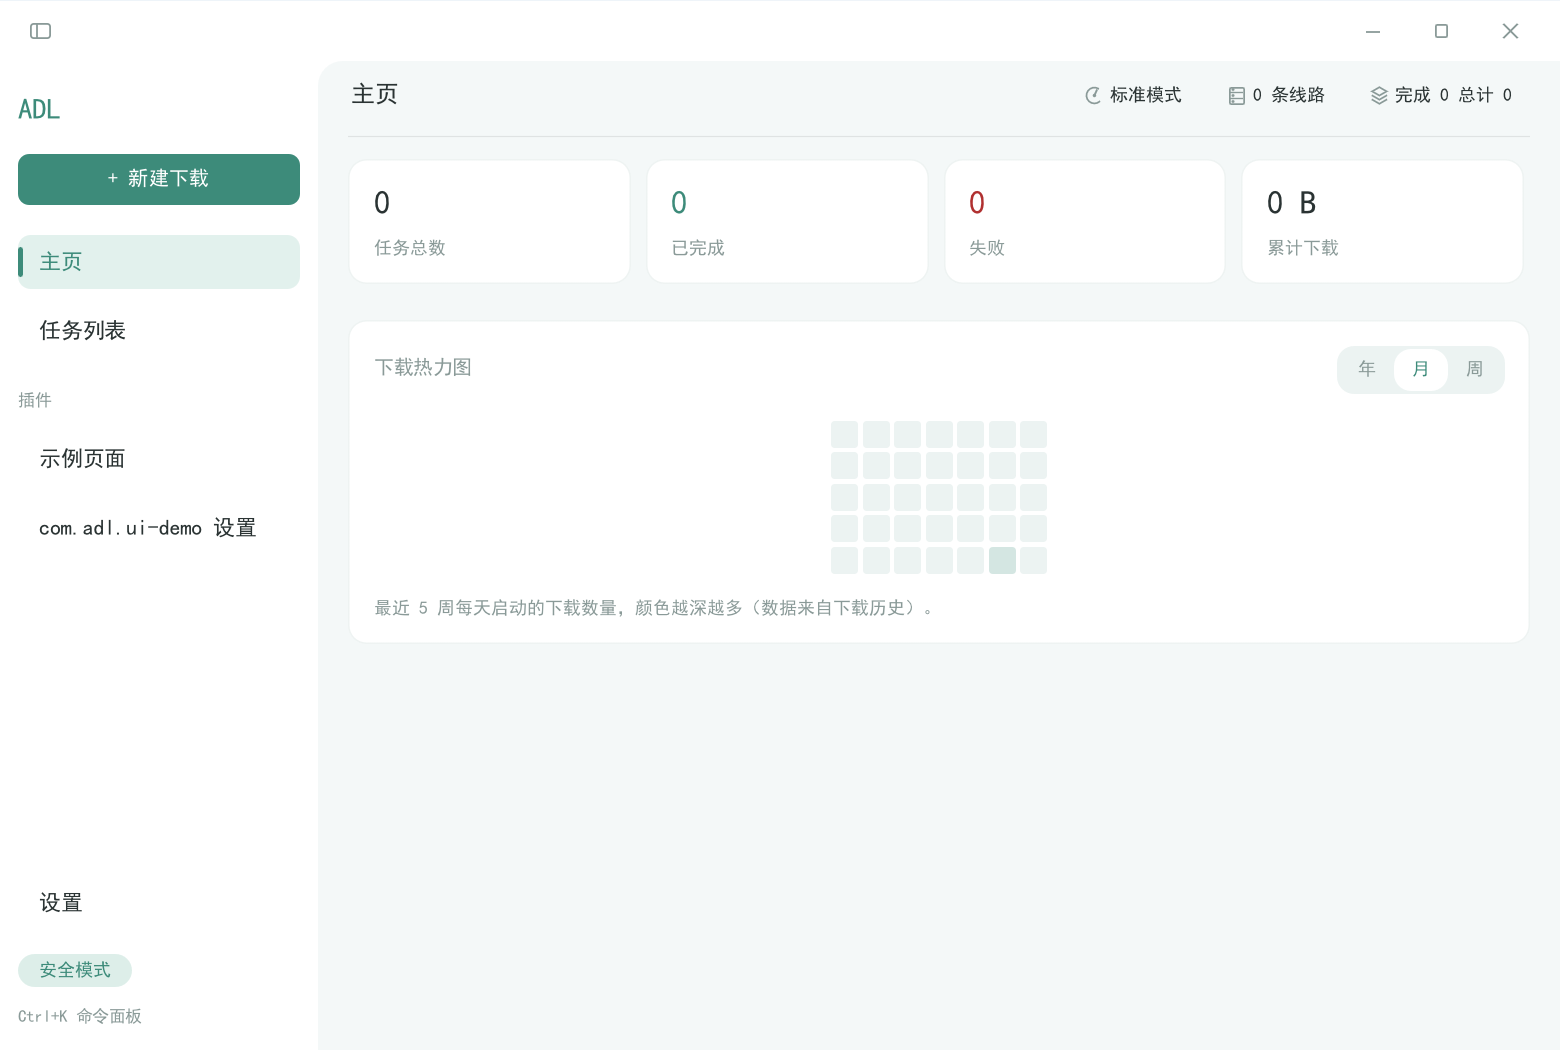 ADL
+ 新建下载
主页
任务列表
插件
示例页面
com.adl.ui-demo 设置
设置
安全模式
Ctrl+K 命令面板
主页
标准模式
0 条线路
完成 0 总计 0
0
任务总数
0
已完成
0
失败
0 B
累计下载
下载热力图
年 月 周
最近 5 周每天启动的下载数量，颜色越深越多（数据来自下载历史）。